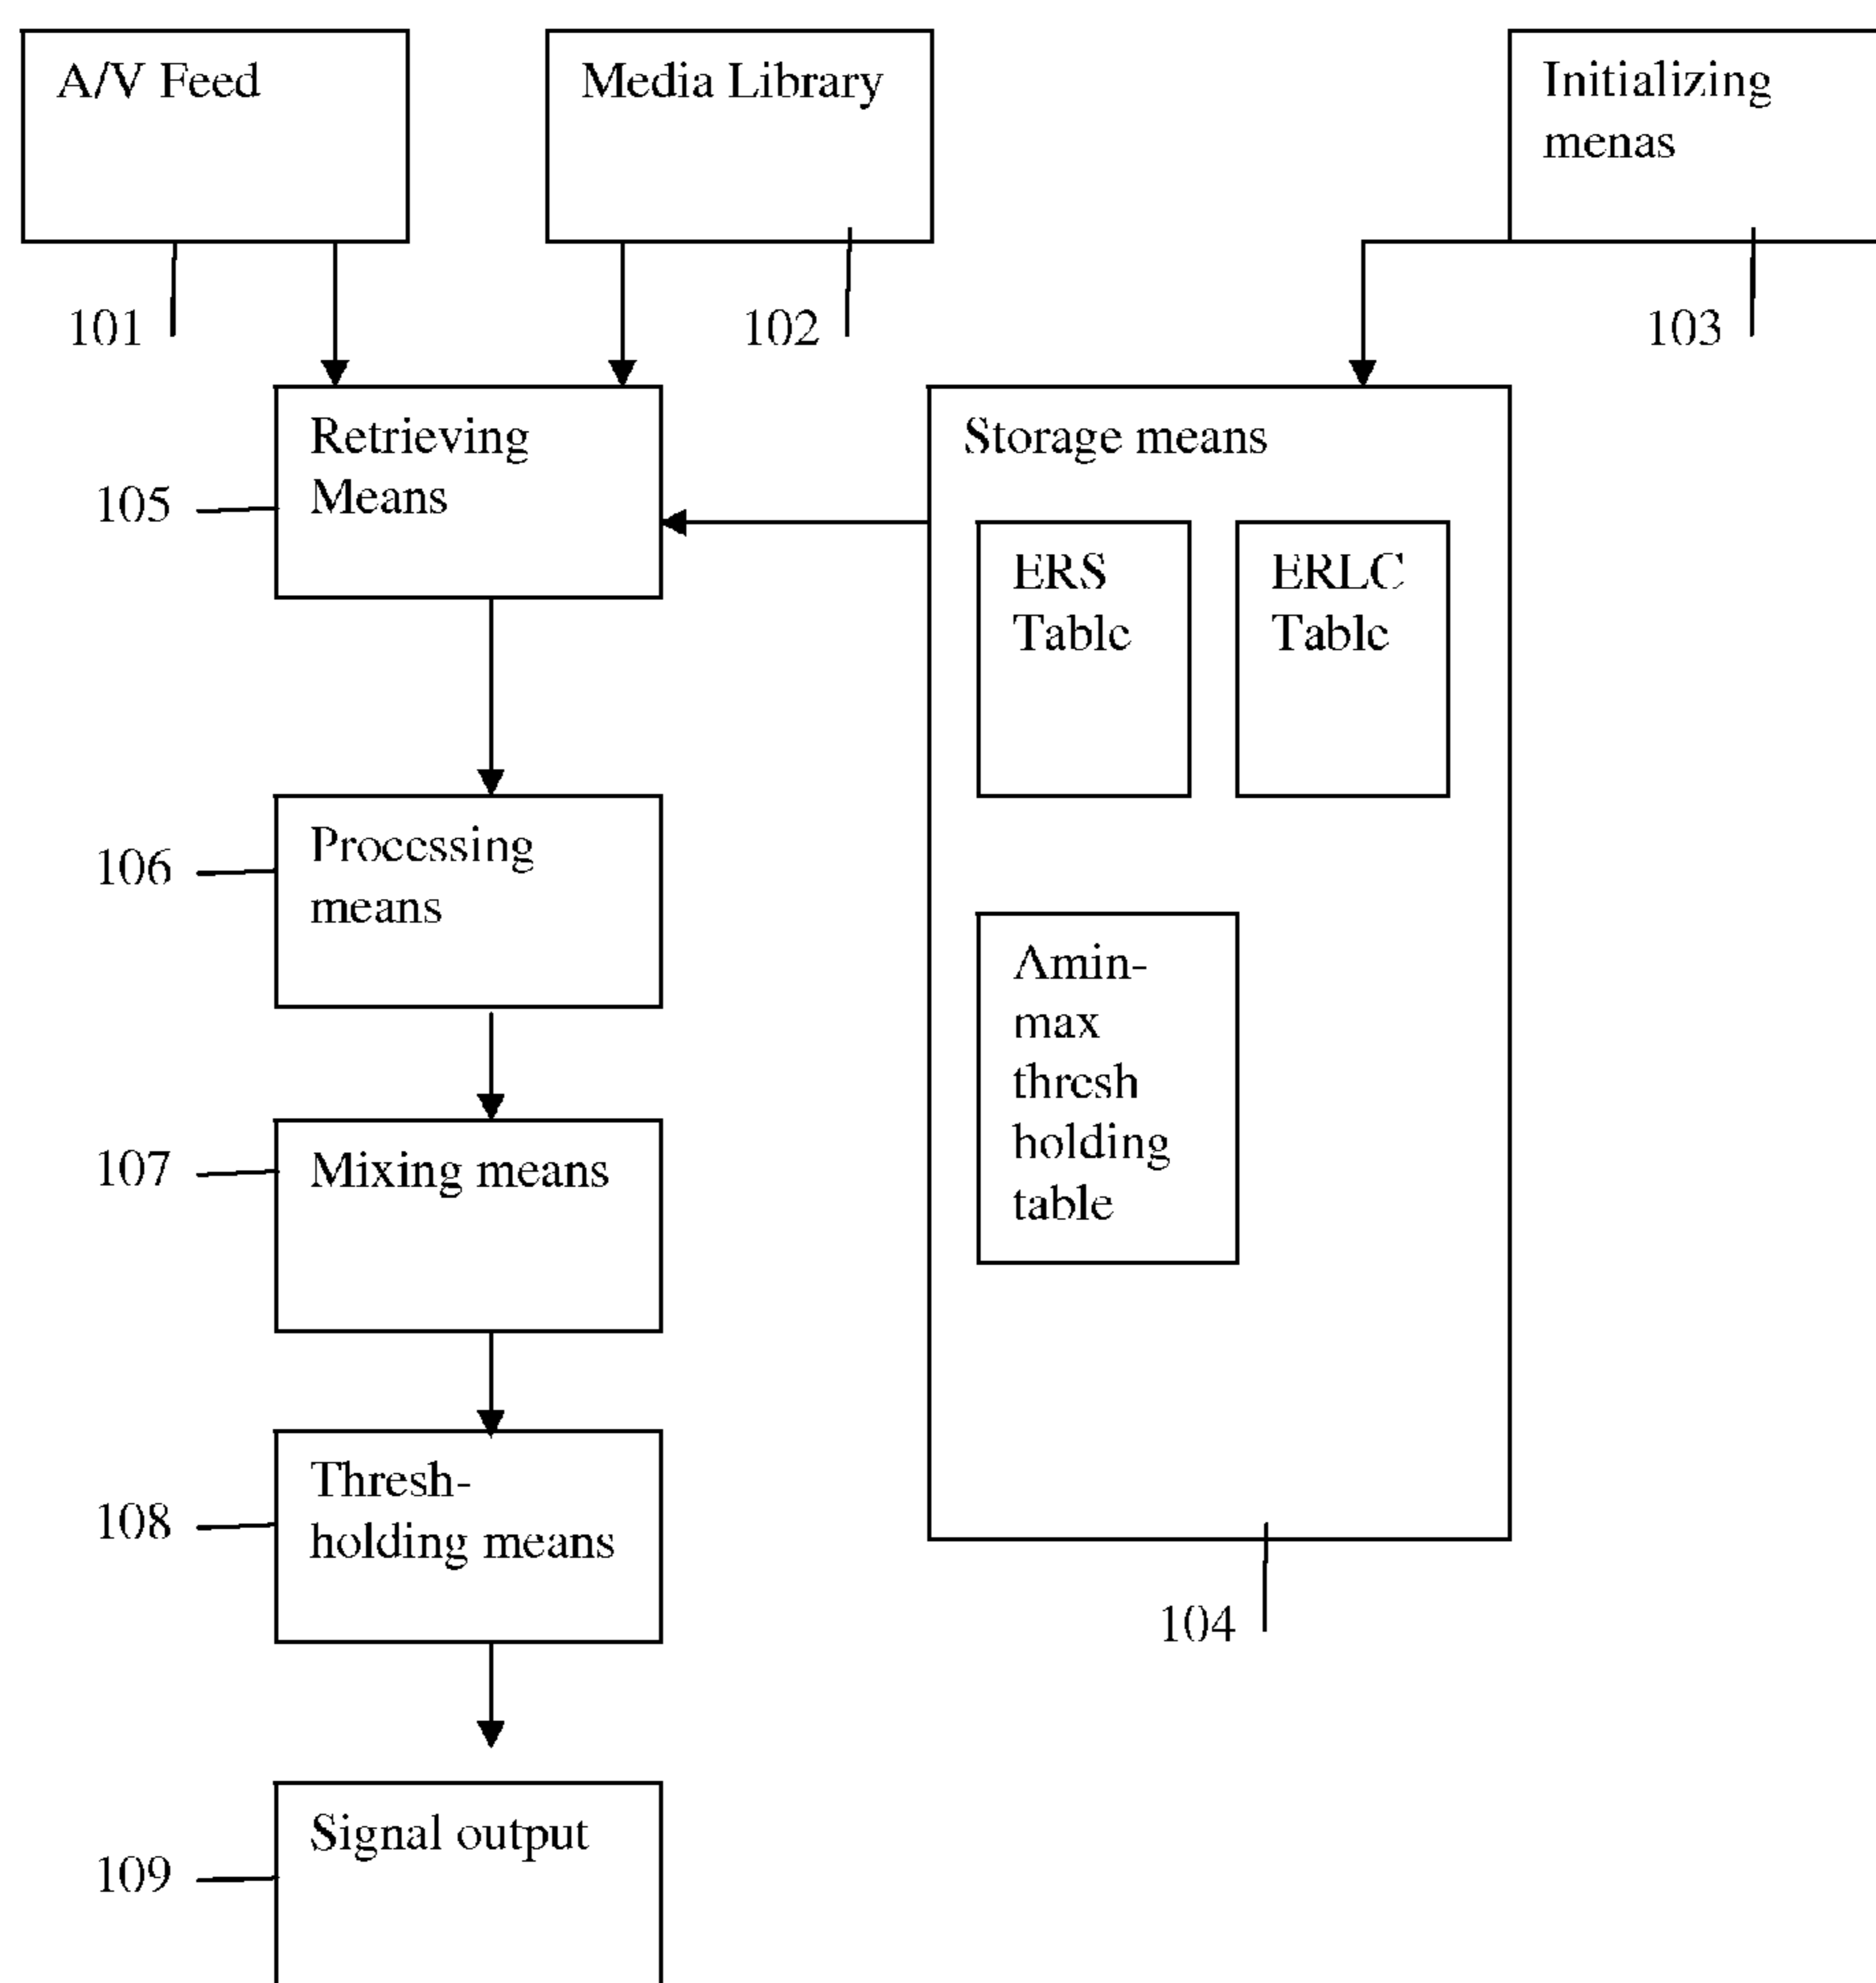 A/V Feed
Media Library
Initializing
menas
101
102
103
Retrieving
Means
105
Storage means
ERS
Table
ERLC
Table
Processing
means
106
Amin-
max
thresh
holding
table
Mixing means
107
Thresh-
holding means
108
104
Signal output
109